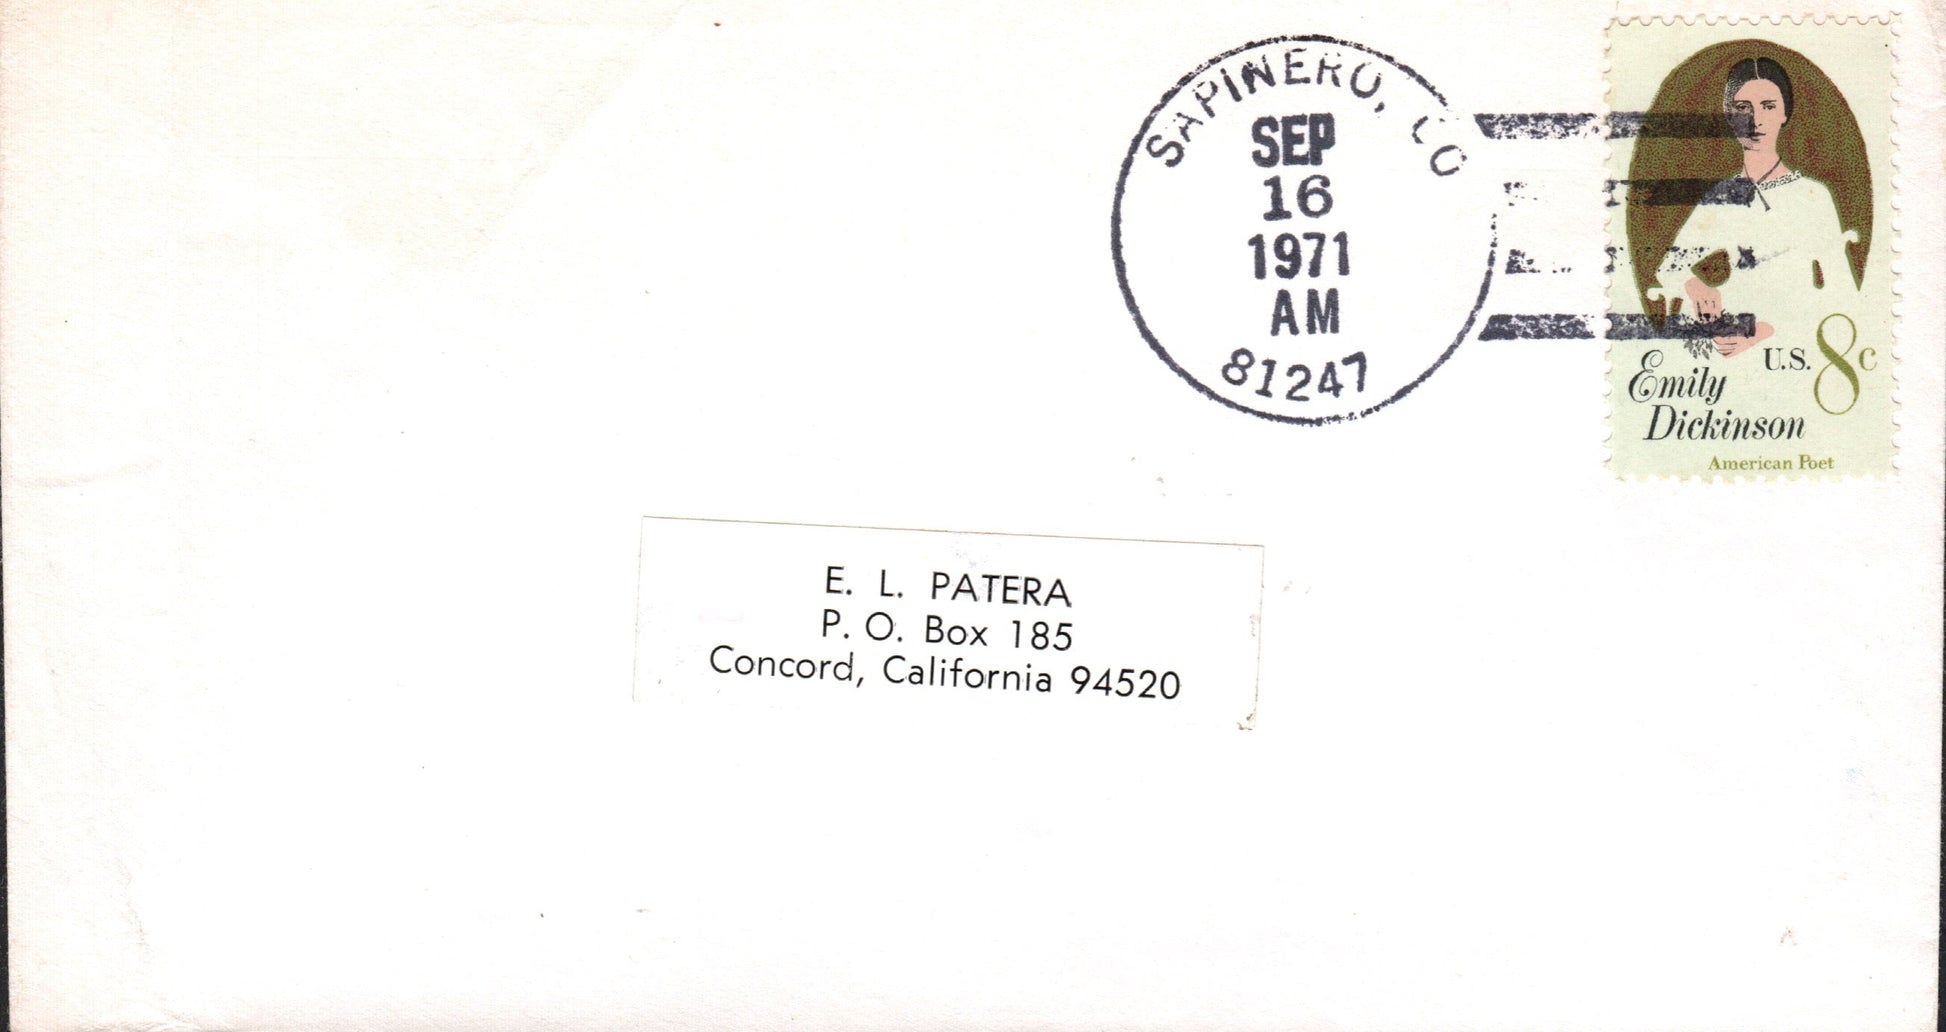 SAPINERO, CO
SEP
16
1971
AM
81247
U.S. 8c
Emily
Dickinson
American Poet
E. L. PATERA
P. O. Box 185
Concord, California 94520